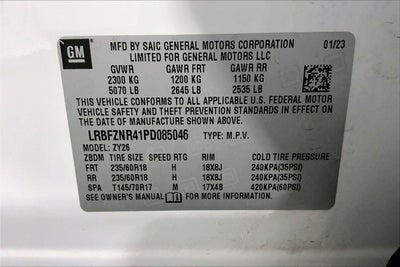 GM
MFD BY SAIC GENERAL MOTORS CORPORATION 01/23
LIMITED FOR GENERAL MOTORS LLC
GVWR GAWR FRT GAWR RR
2300 KG 1200 KG 1150 KG
5070 LB 2645 LB 2535 LB
THIS VEHICLE CONFORMS TO ALL APPLICABLE U.S. FEDERAL MOTOR
VEHICLE SAFETY AND THEFT PREVENTION STANDARDS IN EFFECT ON
THE DATE OF MANUFACTURE SHOWN ABOVE.
LRBFZNR41PD085046 TYPE: M.P.V.
MODEL: ZY26
ZBDM TIRE SIZE SPEED RTG RIM COLD TIRE PRESSURE
FRT 235/60R18 H 18X8J 240KPA(35PSI)
RR 235/60R18 H 18X8J 240KPA(35PSI)
SPA T145/70R17 M 17X4B 420KPA(60PSI)
SEE OWNER'S MANUAL FOR MORE INFORMATION.